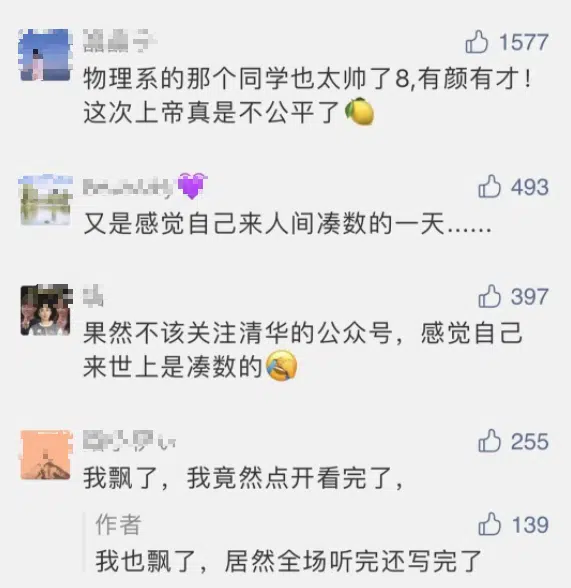 1577
物理系的那个同学也太帅了8,有颜有才！
这次上帝真是不公平了
493
又是感觉自己来人间凑数的一天......
397
果然不该关注清华的公众号，感觉自己
来世上是凑数的
255
我飘了，我竟然点开看完了，
作者 139
我也飘了，居然全场听完还写完了